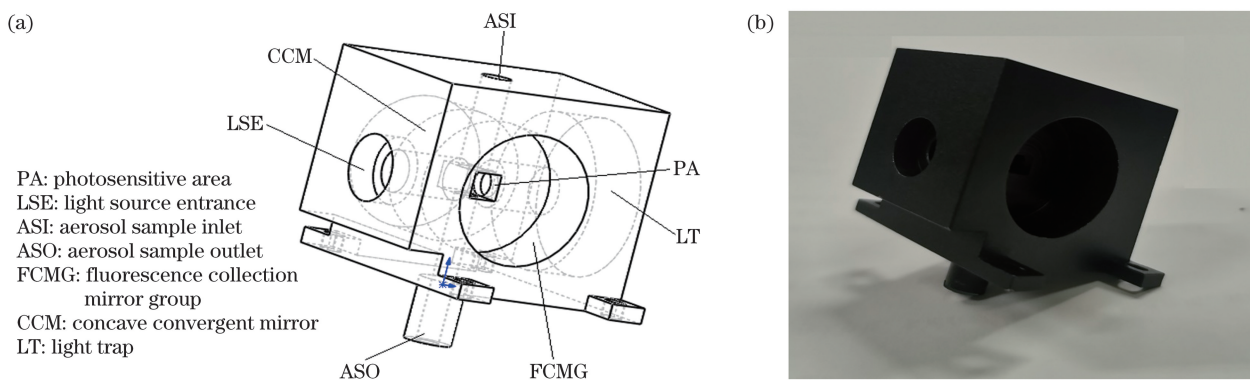 (a)
ASI
CCM
LSE
PA
LT
PA: photosensitive area
LSE: light source entrance
ASI: aerosol sample inlet
ASO: aerosol sample outlet
FCMG: fluorescence collection
mirror group
CCM: concave convergent mirror
LT: light trap
ASO
FCMG
(b)